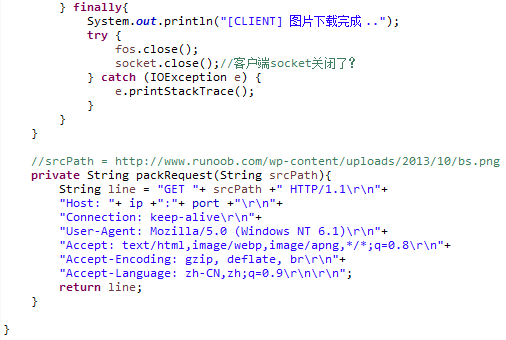 } finally{
System.out.println("[CLIENT] 图片下载完成 ..");
try {
fos.close();
socket.close();//客户端socket关闭了?
} catch (IOException e) {
e.printStackTrace();
}
}
}
//srcPath = http://www.runoob.com/wp-content/uploads/2013/10/bs.png
private String packRequest(String srcPath){
String line = "GET "+ srcPath +" HTTP/1.1\r\n"+
"Host: "+ ip +":"+ port +"\r\n"+
"Connection: keep-alive\r\n"+
"User-Agent: Mozilla/5.0 (Windows NT 6.1)\r\n"+
"Accept: text/html,image/webp,image/apng,*/*;q=0.8\r\n"+
"Accept-Encoding: gzip, deflate, br\r\n"+
"Accept-Language: zh-CN,zh;q=0.9\r\n\r\n";
return line;
}
}